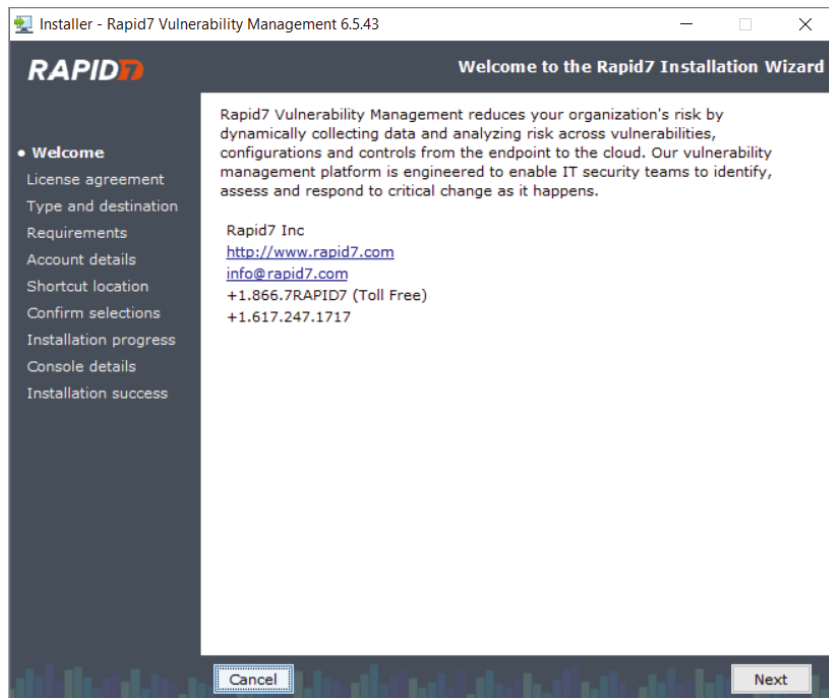 Installer - Rapid7 Vulnerability Management 6.5.43
RAPID7
Welcome to the Rapid7 Installation Wizard
• Welcome
License agreement
Type and destination
Requirements
Account details
Shortcut location
Confirm selections
Installation progress
Console details
Installation success
Rapid7 Vulnerability Management reduces your organization's risk by
dynamically collecting data and analyzing risk across vulnerabilities,
configurations and controls from the endpoint to the cloud. Our vulnerability
management platform is engineered to enable IT security teams to identify,
assess and respond to critical change as it happens.
Rapid7 Inc
http://www.rapid7.com
info@rapid7.com
+1.866.7RAPID7 (Toll Free)
+1.617.247.1717
Cancel
Next